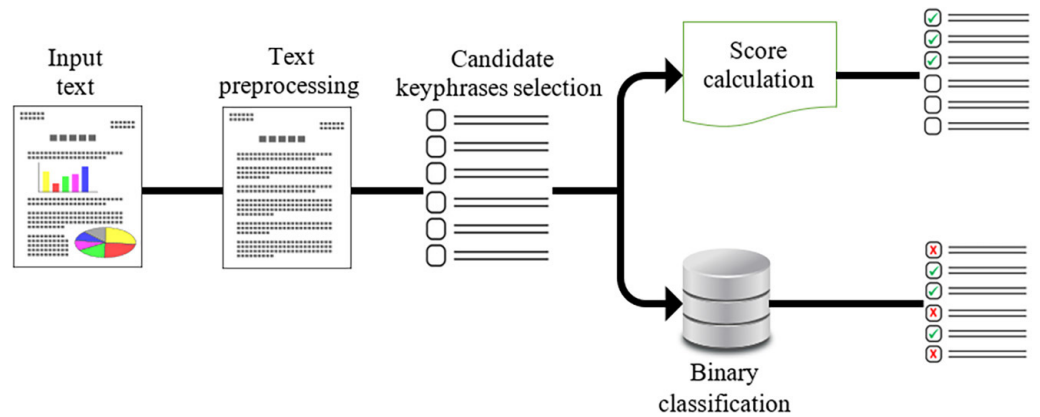 Input
text
Text
preprocessing
Candidate
keyphrases selection
Score
calculation
Binary
classification